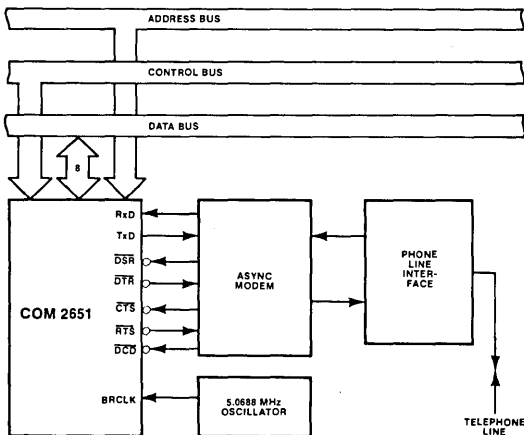 ADDRESS BUS
CONTROL BUS
DATA BUS
8
COM 2651
RxD
TxD
DSR
DTR
CTS
RTS
DCD
BRCLK
ASYNC
MODEM
PHONE
LINE
INTER-
FACE
5.0688 MHz
OSCILLATOR
TELEPHONE
LINE